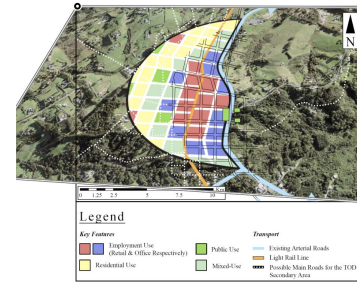 N
Km
0 1.25 2.5 5 7.5 10
Legend
Key Features
Employment Use
(Retail & Office Respectively)
Residential Use
Public Use
Mixed-Use
Transport
Existing Arterial Roads
Light Rail Line
Possible Main Roads for the TOD
Secondary Area